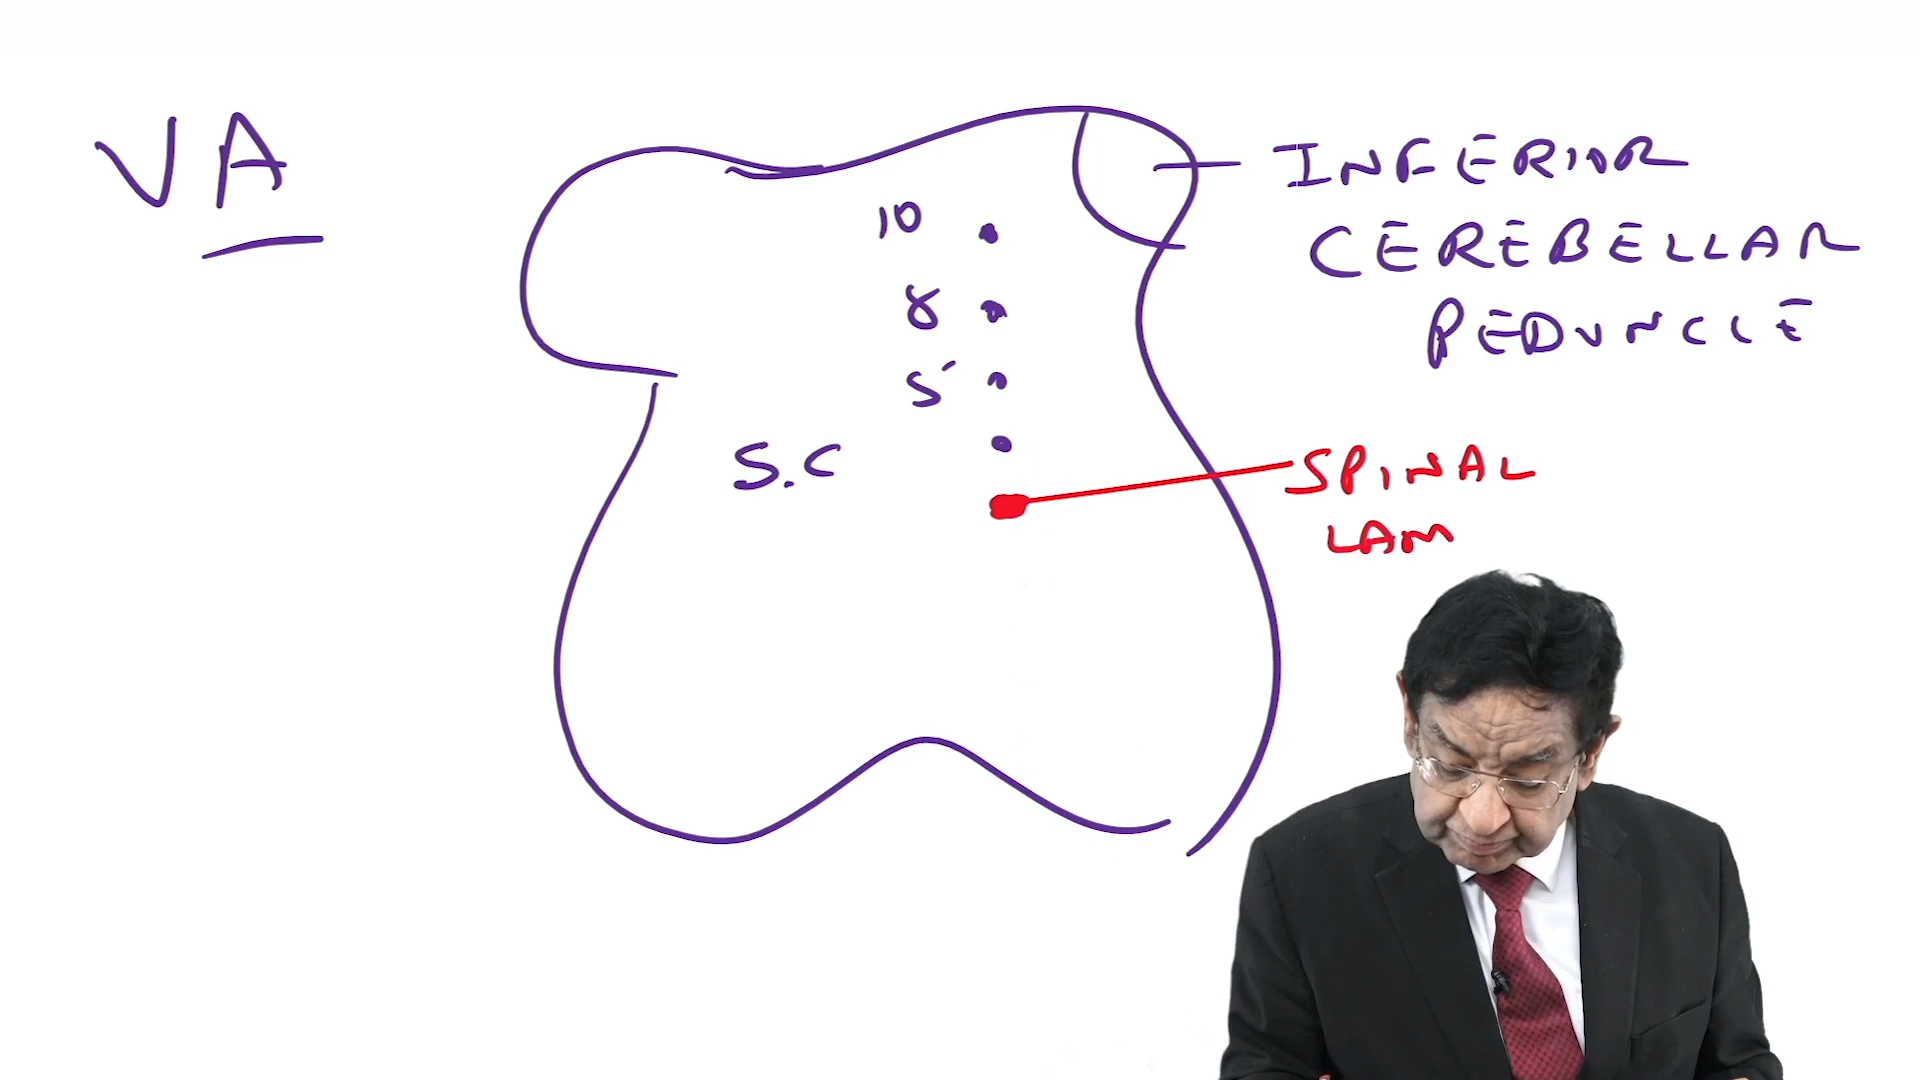 VA
10
8
5
S.C
INFERIOR
CEREBELLAR
PEDUNCLE
SPINAL
LAM